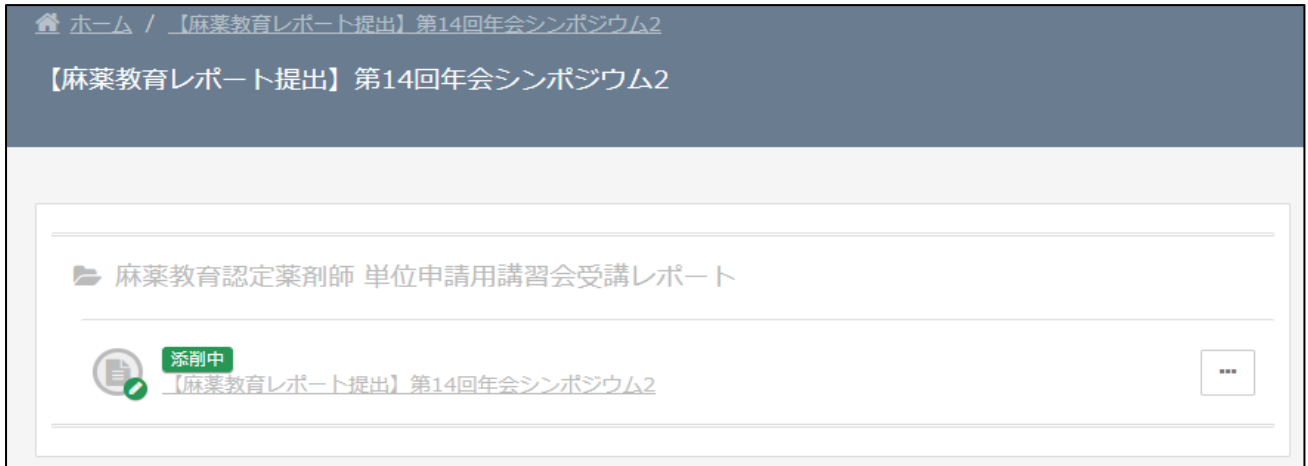 ホーム / 【麻薬教育レポート提出】第14回年会シンポジウム2
【麻薬教育レポート提出】第14回年会シンポジウム2
麻薬教育認定薬剤師 単位申請用講習会受講レポート
添削中
【麻薬教育レポート提出】第14回年会シンポジウム2